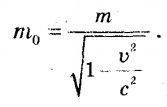 m₀ = m / √(1 - v²/c²) .